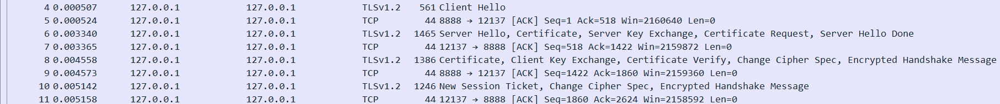 4 0.000507 127.0.0.1 127.0.0.1 TLSv1.2 561 Client Hello
5 0.000524 127.0.0.1 127.0.0.1 TCP 44 8888 → 12137 [ACK] Seq=1 Ack=518 Win=2160640 Len=0
6 0.003340 127.0.0.1 127.0.0.1 TLSv1.2 1465 Server Hello, Certificate, Server Key Exchange, Certificate Request, Server Hello Done
7 0.003365 127.0.0.1 127.0.0.1 TCP 44 12137 → 8888 [ACK] Seq=518 Ack=1422 Win=2159872 Len=0
8 0.004558 127.0.0.1 127.0.0.1 TLSv1.2 1386 Certificate, Client Key Exchange, Certificate Verify, Change Cipher Spec, Encrypted Handshake Message
9 0.004573 127.0.0.1 127.0.0.1 TCP 44 8888 → 12137 [ACK] Seq=1422 Ack=1860 Win=2159360 Len=0
10 0.005142 127.0.0.1 127.0.0.1 TLSv1.2 1246 New Session Ticket, Change Cipher Spec, Encrypted Handshake Message
11 0.005158 127.0.0.1 127.0.0.1 TCP 44 12137 → 8888 [ACK] Seq=1860 Ack=2624 Win=2158592 Len=0